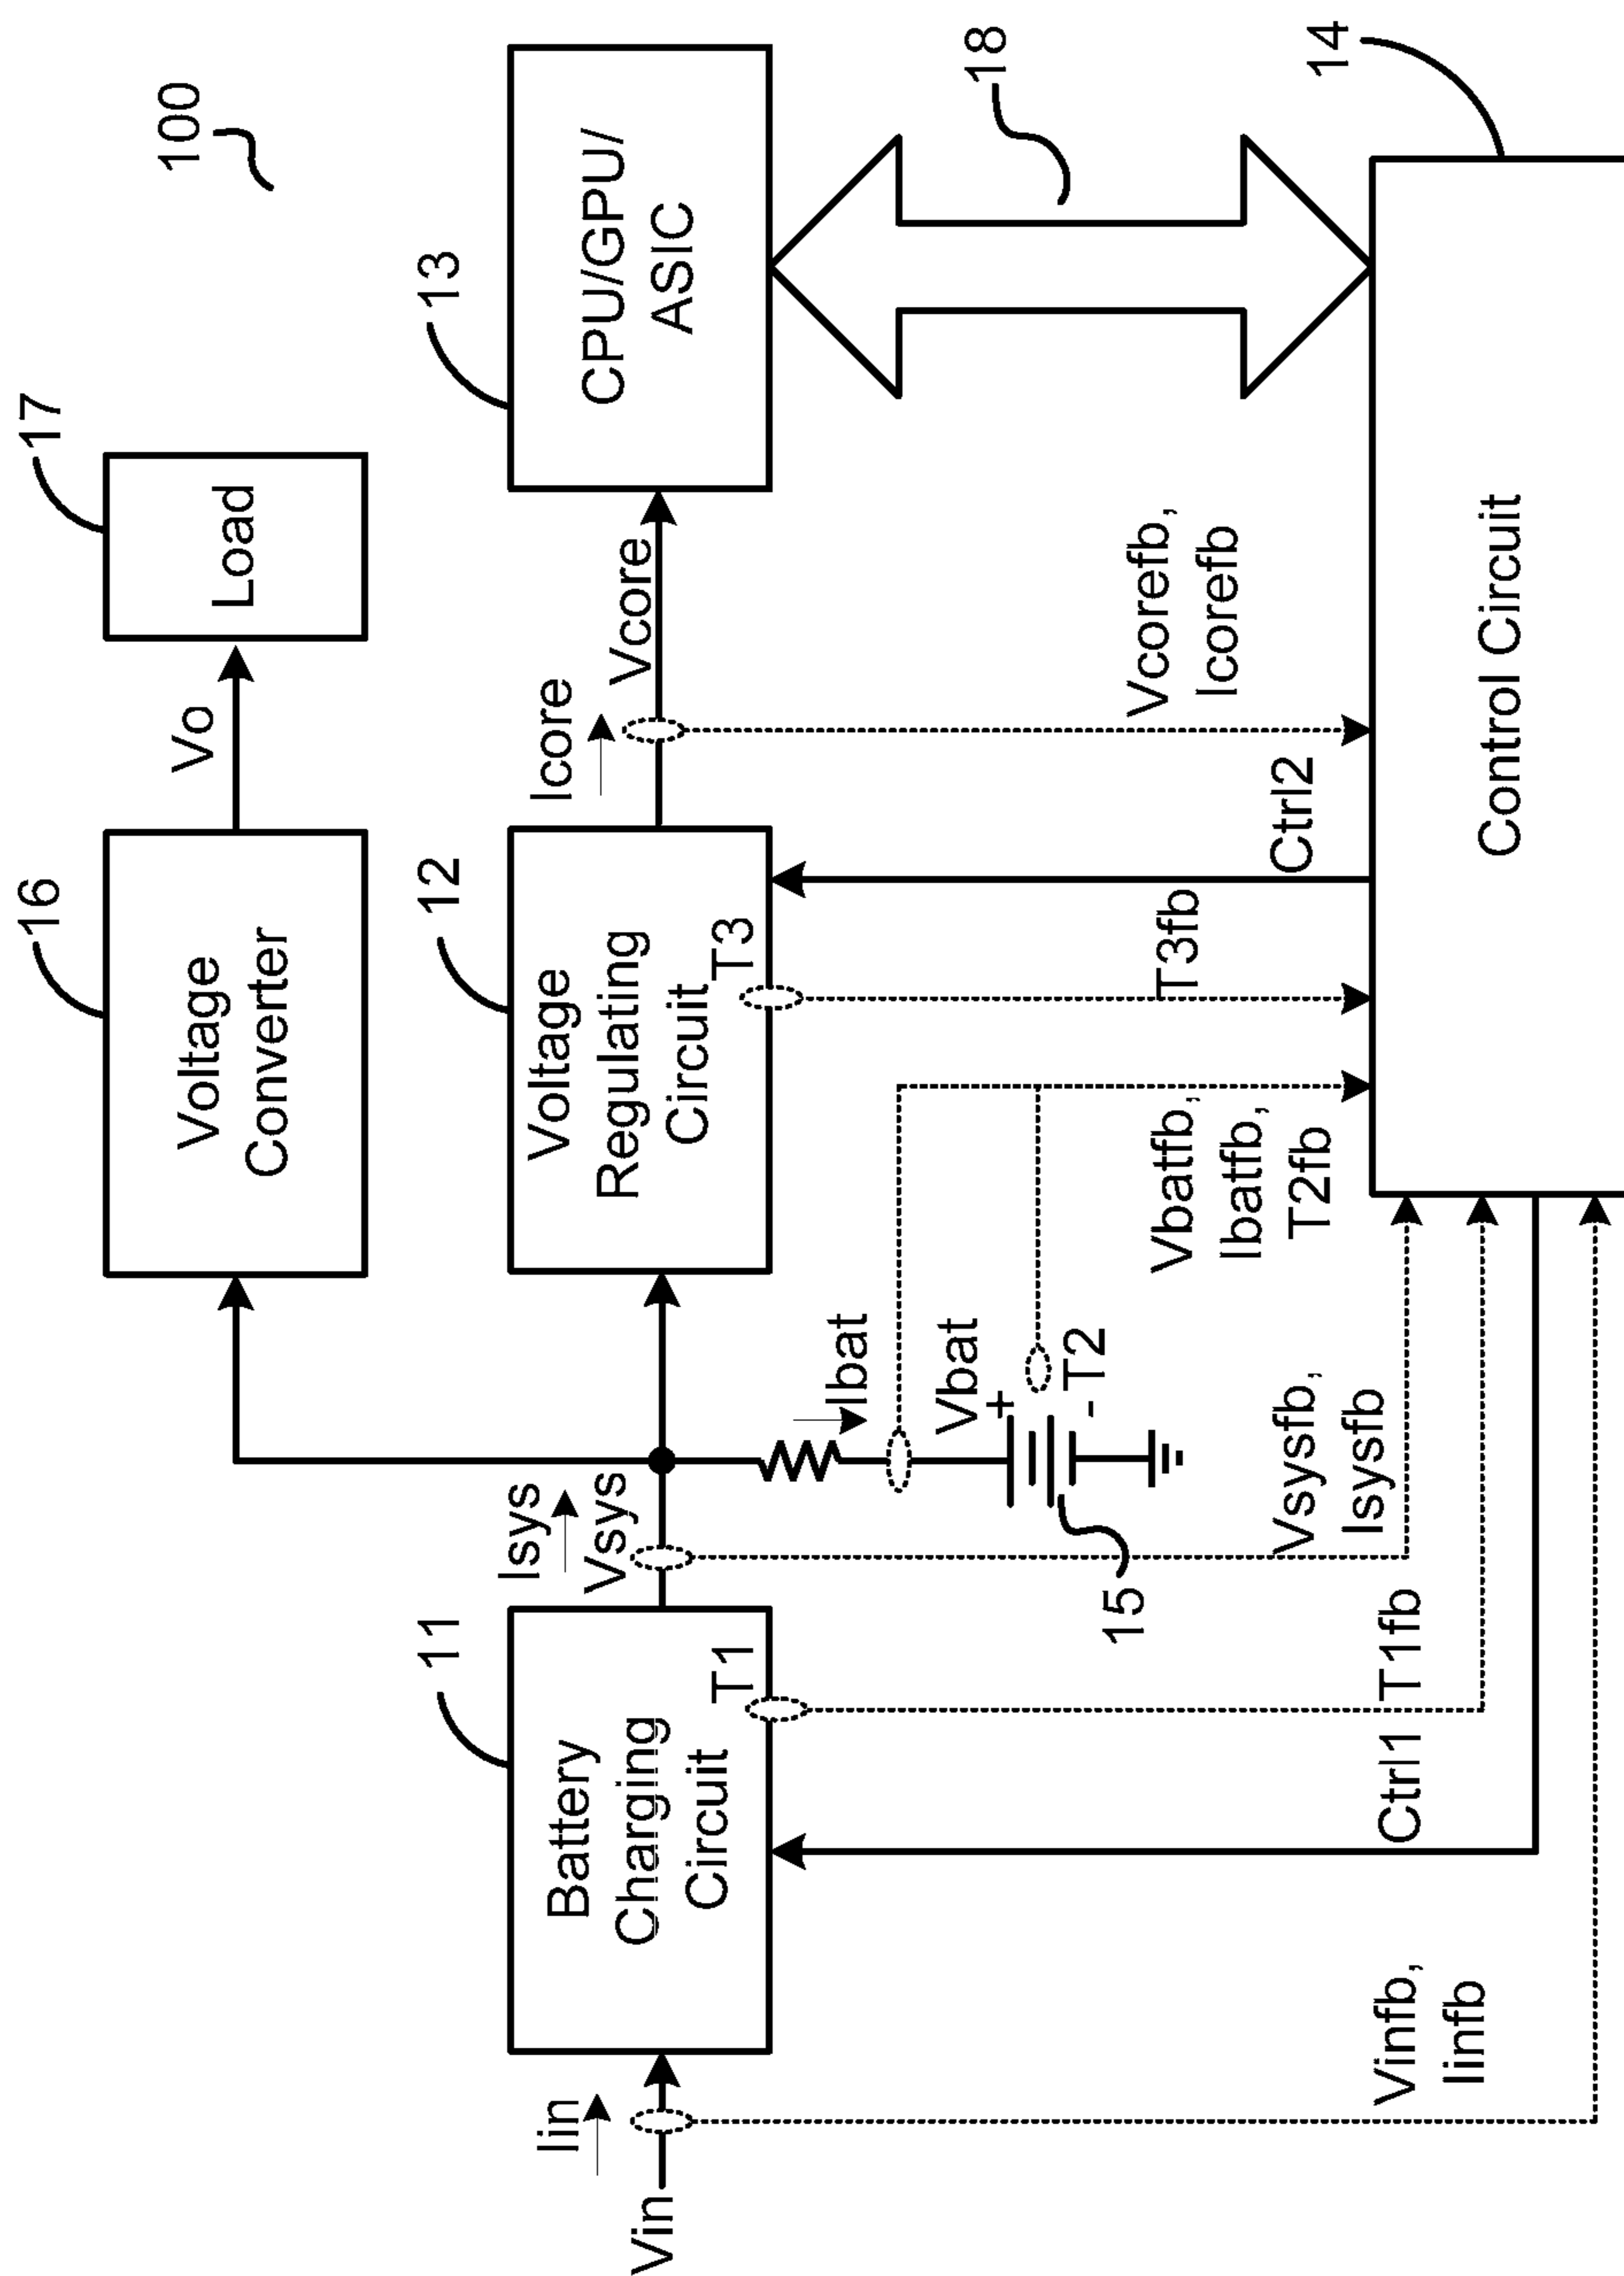 100
16
Voltage
Converter
Vo
17
Load
11
Battery
Charging
Circuit
T1
Isys
Vsys
12
Voltage
Regulating
Circuit
T3
Icore
Vcore
13
CPU/GPU/
ASIC
Vin
Iin
Ibat
Vbat
+
-
T2
15
18
Vinfb,
Iinfb
Ctrl1
T1fb
Vsysfb,
Isysfb
Vbatfb,
Ibatfb,
T2fb
T3fb
Ctrl2
Vcorefb,
Icorefb
14
Control Circuit